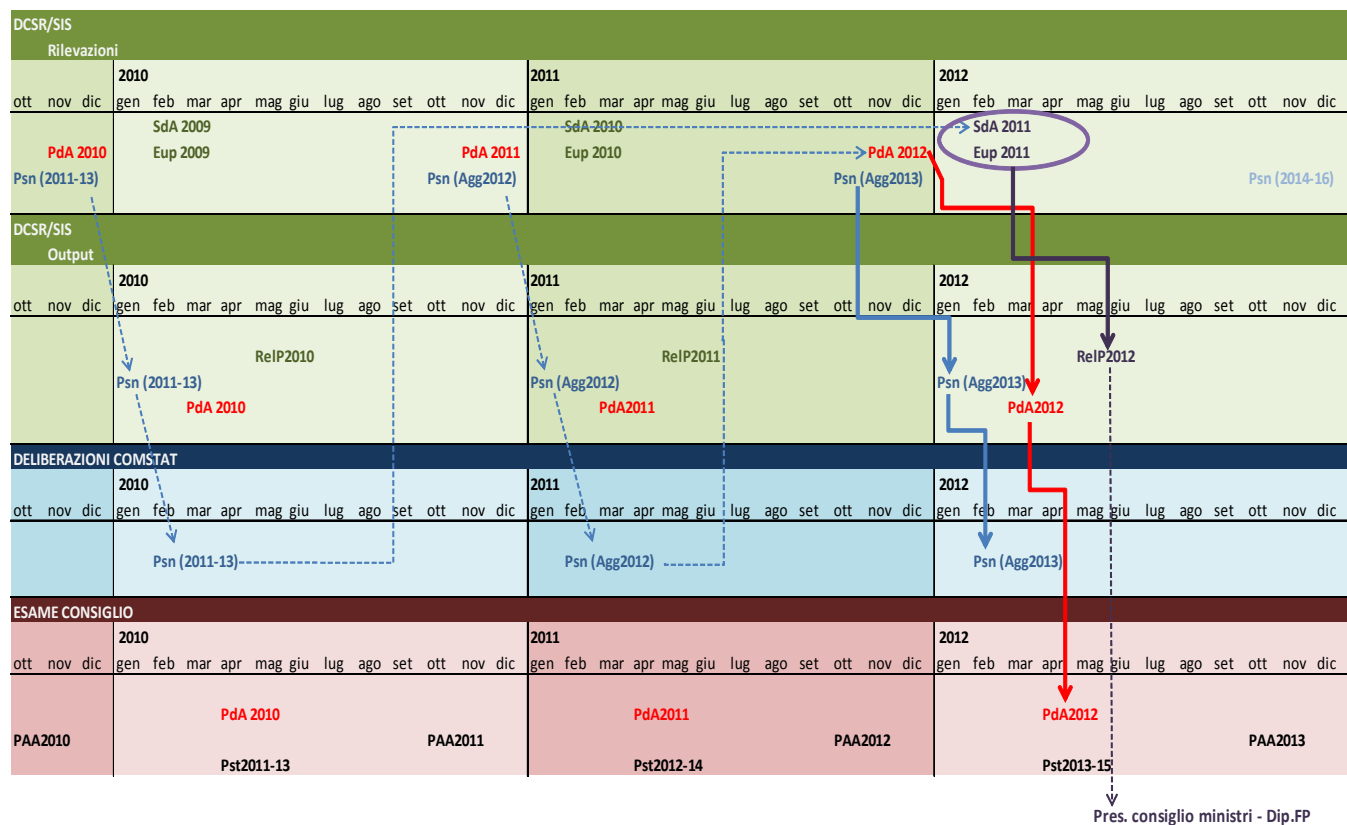 DCSR/SIS
Rilevazioni
2010 2011 2012
ott nov dic gen feb mar apr mag giu lug ago set ott nov dic gen feb mar apr mag giu lug ago set ott nov dic gen feb mar apr mag giu lug ago set ott nov dic
SdA 2009 SdA 2010 SdA 2011
PdA 2010 Eup 2009 PdA 2011 Eup 2010 PdA 2012 Eup 2011
Psn (2011-13) Psn (Agg2012) Psn (Agg2013) Psn (2014-16)
DCSR/SIS
Output
2010 2011 2012
ott nov dic gen feb mar apr mag giu lug ago set ott nov dic gen feb mar apr mag giu lug ago set ott nov dic gen feb mar apr mag giu lug ago set ott nov dic
RelP2010 RelP2011 RelP2012
Psn (2011-13) Psn (Agg2012) Psn (Agg2013)
PdA 2010 PdA2011 PdA2012
DELIBERAZIONI COMSTAT
2010 2011 2012
ott nov dic gen feb mar apr mag giu lug ago set ott nov dic gen feb mar apr mag giu lug ago set ott nov dic gen feb mar apr mag giu lug ago set ott nov dic
Psn (2011-13) Psn (Agg2012) Psn (Agg2013)
ESAME CONSIGLIO
2010 2011 2012
ott nov dic gen feb mar apr mag giu lug ago set ott nov dic gen feb mar apr mag giu lug ago set ott nov dic gen feb mar apr mag giu lug ago set ott nov dic
PdA 2010 PdA2011 PdA2012
PAA2010 PAA2011 PAA2012 PAA2013
Pst2011-13 Pst2012-14 Pst2013-15
Pres. consiglio ministri - Dip.FP